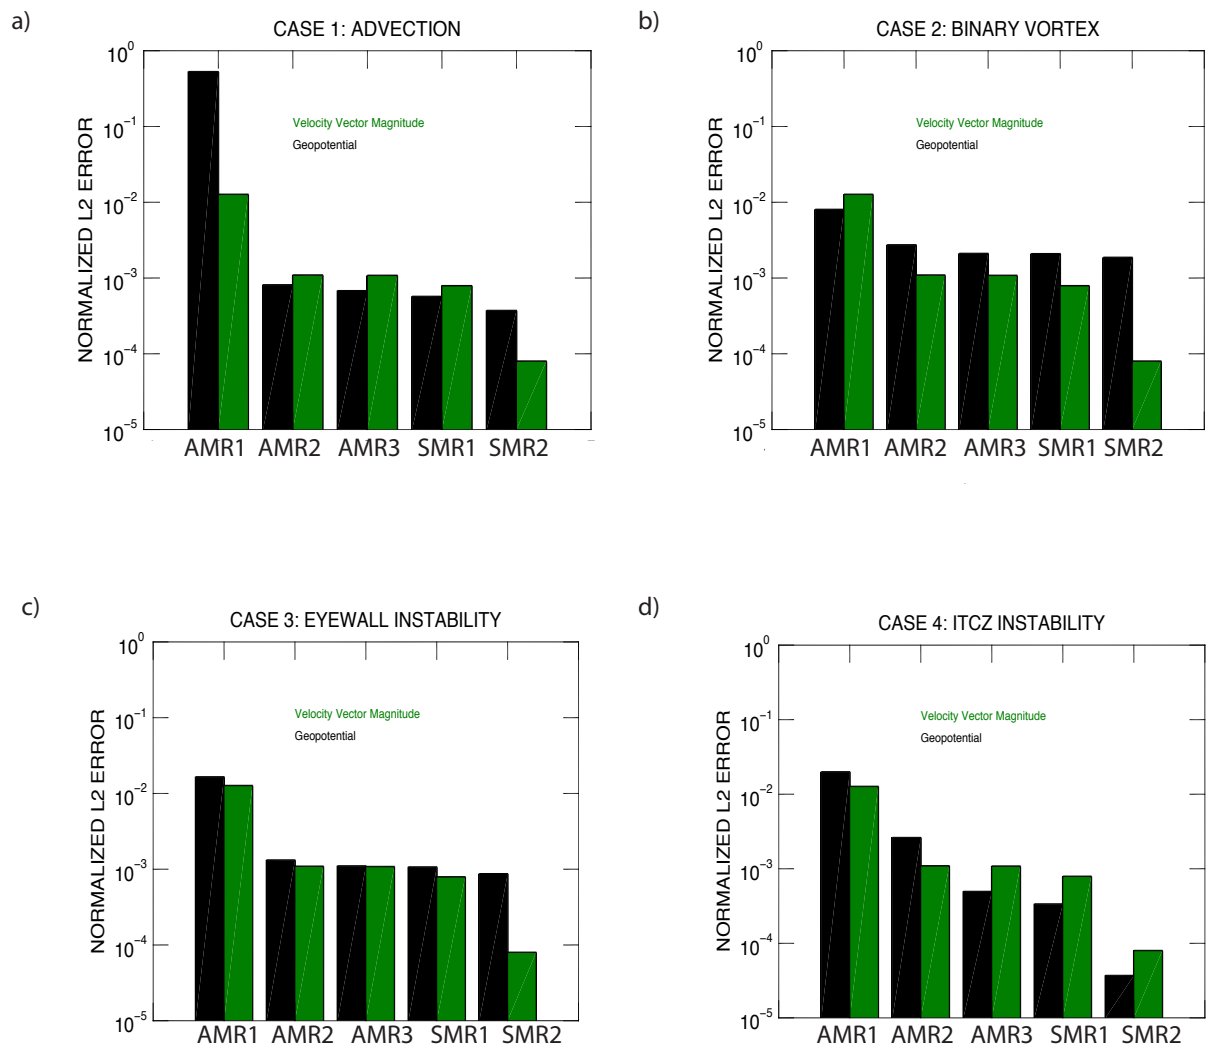 a)
CASE 1: ADVECTION
NORMALIZED L2 ERROR
10^0
10^−1
10^−2
10^−3
10^−4
10^−5
Velocity Vector Magnitude
Geopotential
AMR1 AMR2 AMR3 SMR1 SMR2
b)
CASE 2: BINARY VORTEX
NORMALIZED L2 ERROR
10^0
10^−1
10^−2
10^−3
10^−4
10^−5
Velocity Vector Magnitude
Geopotential
AMR1 AMR2 AMR3 SMR1 SMR2
c)
CASE 3: EYEWALL INSTABILITY
NORMALIZED L2 ERROR
10^0
10^−1
10^−2
10^−3
10^−4
10^−5
Velocity Vector Magnitude
Geopotential
AMR1 AMR2 AMR3 SMR1 SMR2
d)
CASE 4: ITCZ INSTABILITY
NORMALIZED L2 ERROR
10^0
10^−1
10^−2
10^−3
10^−4
10^−5
Velocity Vector Magnitude
Geopotential
AMR1 AMR2 AMR3 SMR1 SMR2